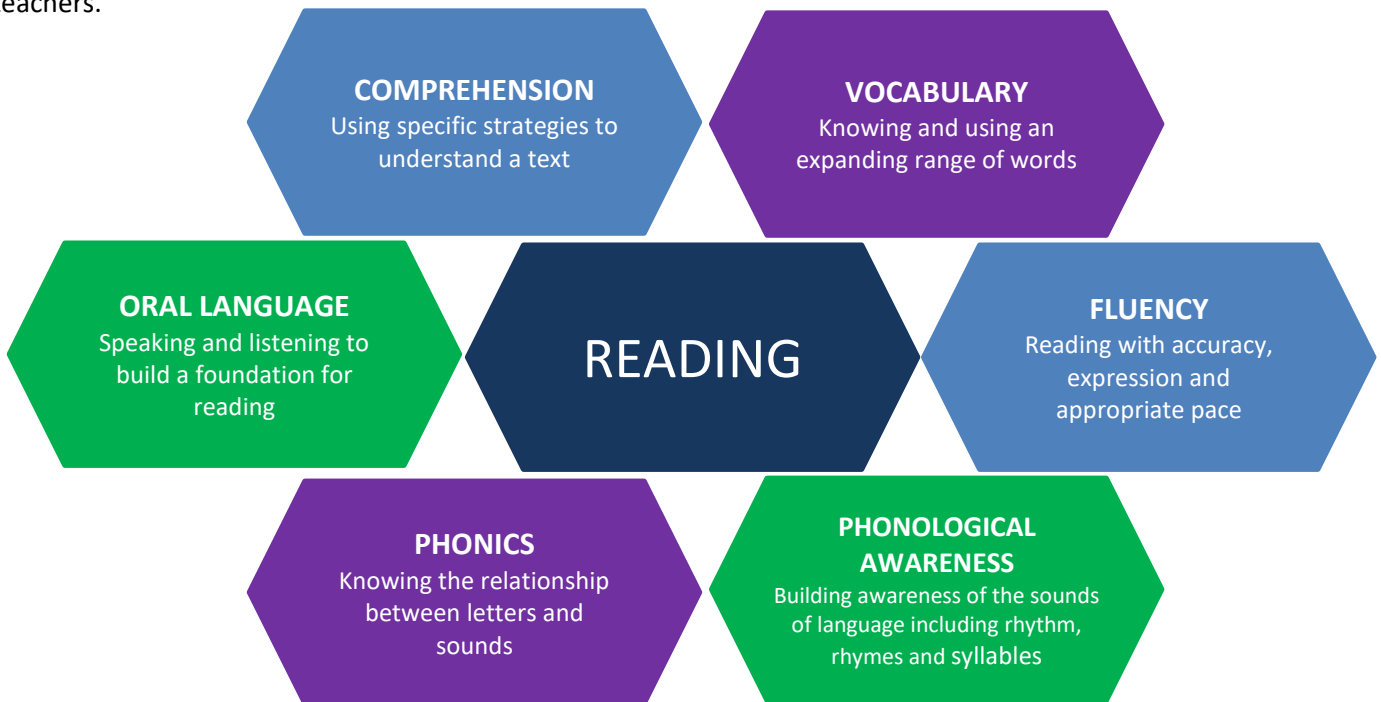 teachers.
COMPREHENSION
Using specific strategies to
understand a text
VOCABULARY
Knowing and using an
expanding range of words
ORAL LANGUAGE
Speaking and listening to
build a foundation for
reading
READING
FLUENCY
Reading with accuracy,
expression and
appropriate pace
PHONICS
Knowing the relationship
between letters and
sounds
PHONOLOGICAL
AWARENESS
Building awareness of the sounds
of language including rhythm,
rhymes and syllables